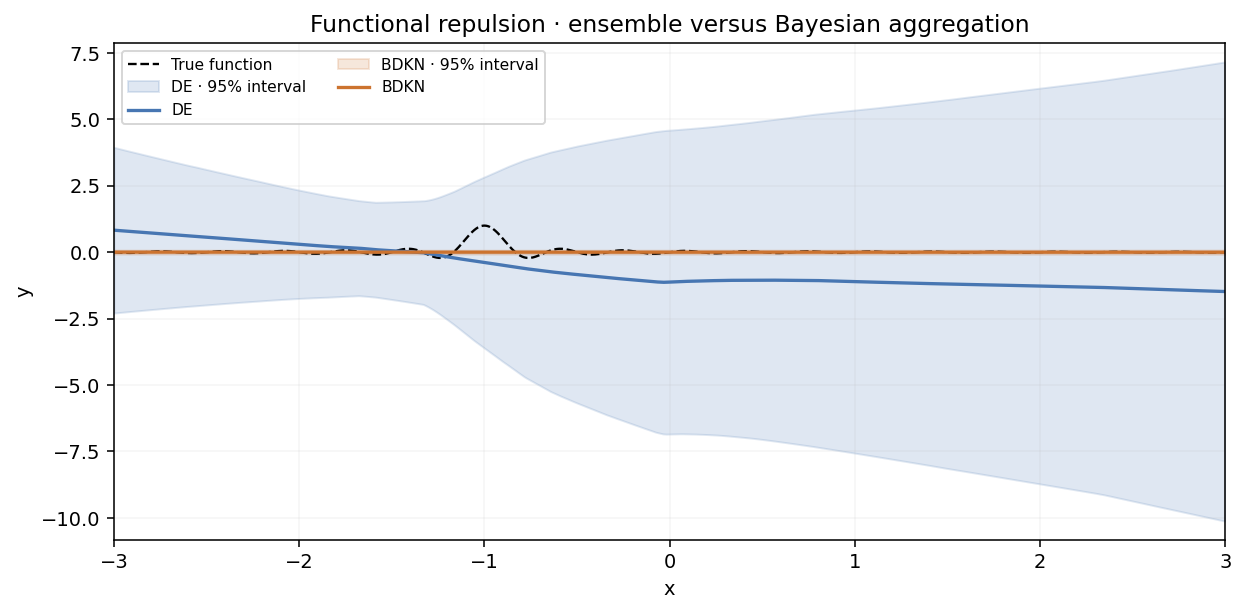 Functional repulsion · ensemble versus Bayesian aggregation
True function
DE · 95% interval
DE
BDKN · 95% interval
BDKN
7.5
5.0
2.5
0.0
−2.5
−5.0
−7.5
−10.0
y
−3 −2 −1 0 1 2 3
x